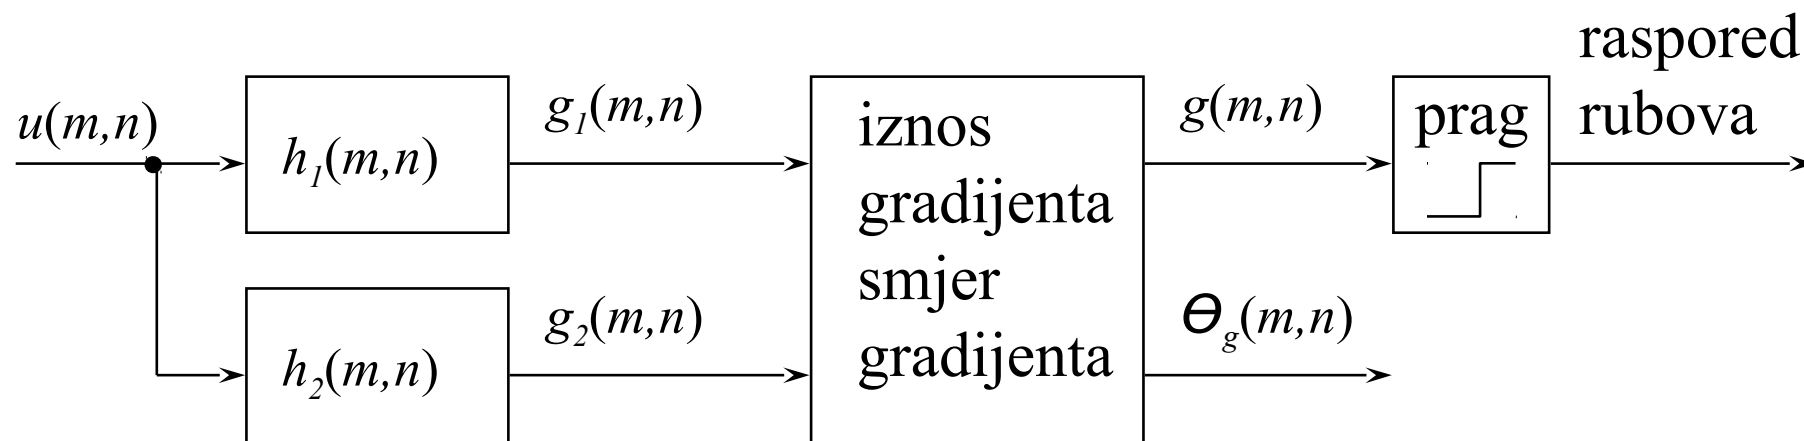 u(m,n)
h₁(m,n)
g₁(m,n)
h₂(m,n)
g₂(m,n)
iznos
gradijenta
smjer
gradijenta
g(m,n)
Θg(m,n)
prag
raspored
rubova